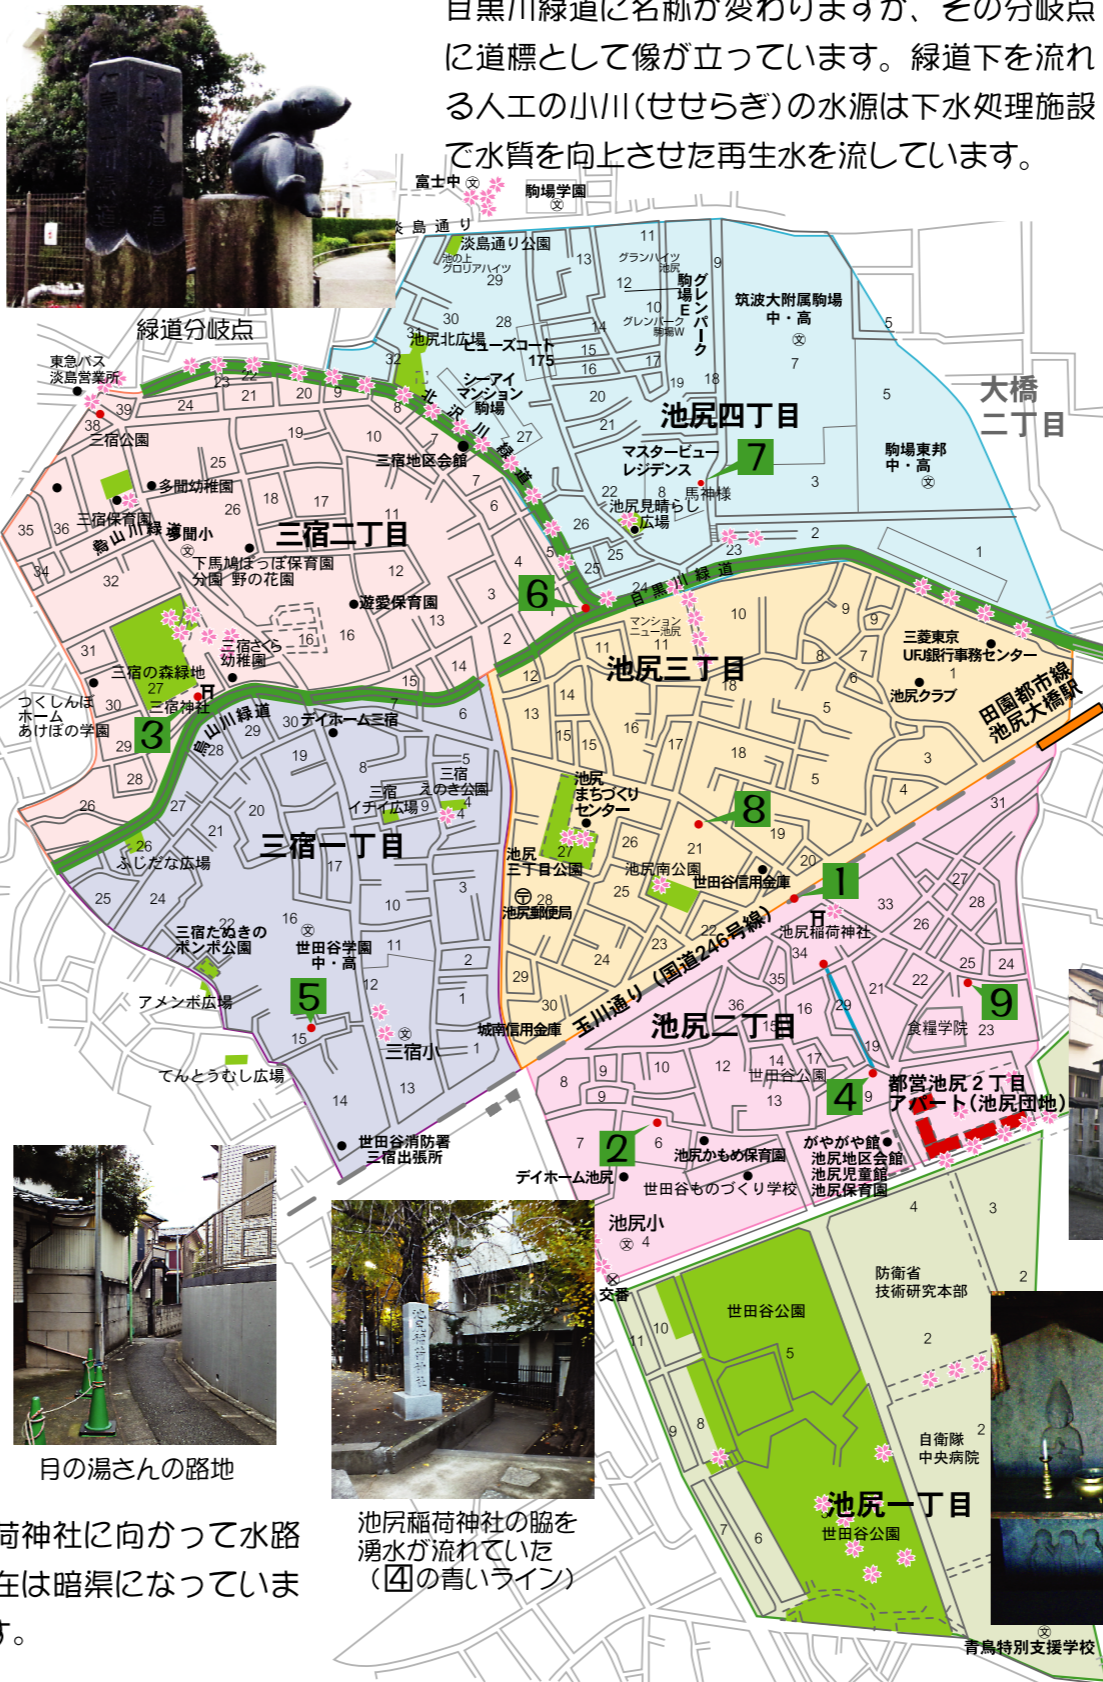 目黒川緑道に名称が変わりますが、その分岐点
に道標として像が立っています。緑道下を流れ
る人工の小川(せせらぎ)の水源は下水処理施設
で水質を向上させた再生水を流しています。
緑道分岐点
富士中
駒場学園
淡島通り
淡島通り公園
池の上
グロリアハイツ
グランハイツ
池尻
グレンパーク
駒場E
グレンパーク
駒場W
筑波大附属駒場
中・高
大橋
二丁目
東急バス
淡島営業所
池尻北広場
ビューズコート
175
シーアイ
マンション
駒場
北沢川緑道
池尻四丁目
7
マスタービュー
レジデンス
馬神様
池尻見晴らし
広場
駒場東邦
中・高
三宿公園
三宿地区会館
多聞幼稚園
三宿保育園
烏山川緑道
多聞小
三宿二丁目
下馬鳩ぽっぽ保育園
分園 野の花園
遊愛保育園
6
目黒川緑道
マンション
ニュー池尻
池尻三丁目
三菱東京
UFJ銀行事務センター
池尻クラブ
田園都市線
池尻大橋駅
三宿さくら
幼稚園
三宿の森緑地
三宿神社
つくしんぼ
ホーム
あけぼの学園
3
烏山川緑道
デイホーム三宿
三宿
えのき公園
三宿
イチイ広場
三宿一丁目
ふじだな広場
池尻
まちづくり
センター
8
池尻
三丁目公園
池尻南公園
世田谷信用金庫
池尻郵便局
1
池尻稲荷神社
三宿たぬきの
ポンポ公園
世田谷学園
中・高
アメンボ広場
5
三宿小
てんとうむし広場
城南信用金庫
玉川通り(国道246号線)
池尻二丁目
9
食糧学院
世田谷公園
4
都営池尻2丁目
アパート(池尻団地)
2
池尻かもめ保育園
がやがや館
池尻地区会館
池尻児童館
池尻保育園
デイホーム池尻
世田谷ものづくり学校
世田谷消防署
三宿出張所
池尻小
交番
防衛省
技術研究本部
世田谷公園
自衛隊
中央病院
池尻一丁目
世田谷公園
青鳥特別支援学校
月の湯さんの路地
池尻稲荷神社の脇を
湧水が流れていた
(4の青いライン)
荷神社に向かって水路
在は暗渠になっていま
す。